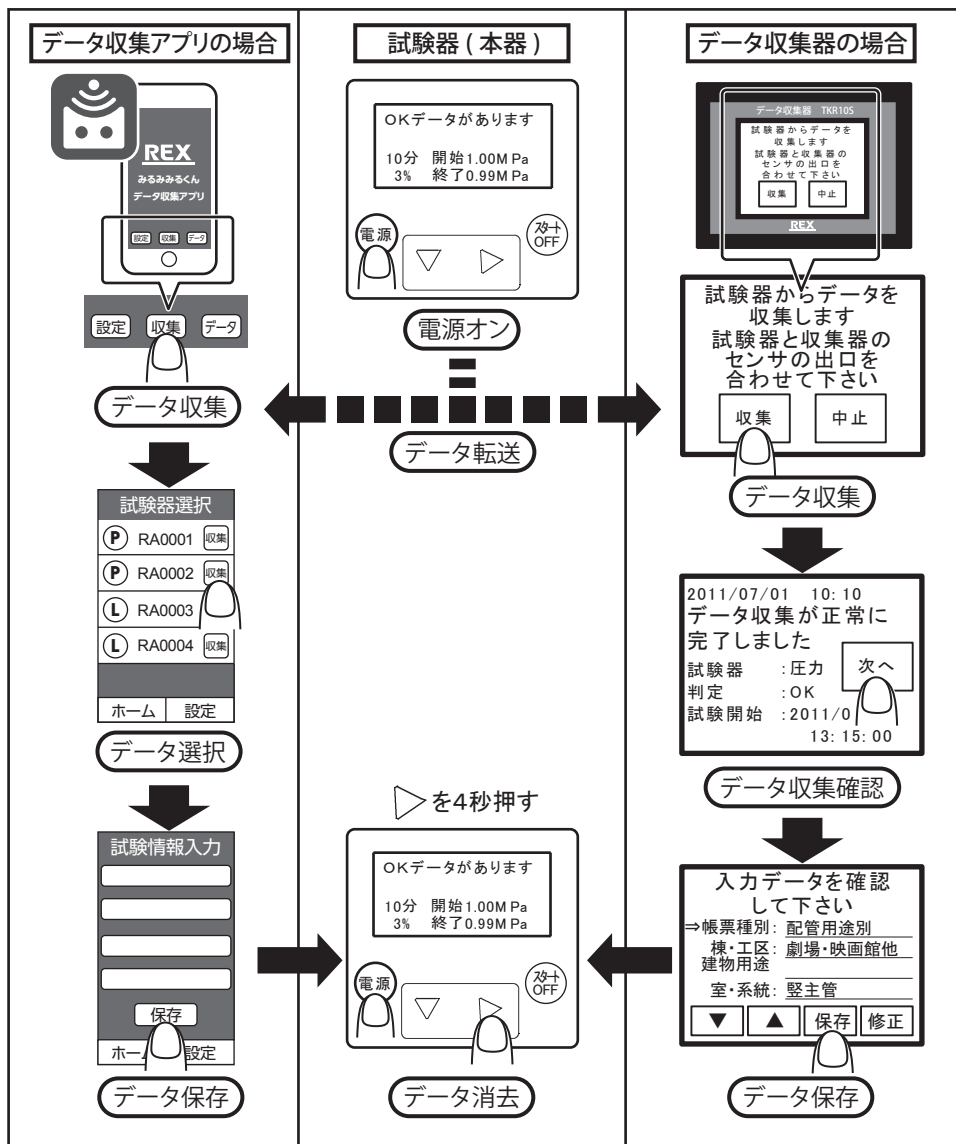 データ収集アプリの場合
REX
みるみみるくん
データ収集アプリ
設定 収集 データ
設定 収集 データ
データ収集
試験器選択
P RA0001 収集
P RA0002 収集
L RA0003
L RA0004 収集
ホーム 設定
データ選択
試験情報入力
保存
ホー 設定
データ保存
試験器(本器)
OKデータがあります
10分 開始1.00MPa
3% 終了0.99MPa
電源
スタート
OFF
電源オン
データ転送
▷を4秒押す
OKデータがあります
10分 開始1.00MPa
3% 終了0.99MPa
電源
スタート
OFF
データ消去
データ収集器の場合
データ収集器 TKR10S
試験器からデータを
収集します
試験器と収集器の
センサの出口を
合わせて下さい
収集 中止
REX
試験器からデータを
収集します
試験器と収集器の
センサの出口を
合わせて下さい
収集 中止
データ収集
2011/07/01 10:10
データ収集が正常に
完了しました
試験器 :圧力
次へ
判定 :OK
試験開始 :2011/0
13:15:00
データ収集確認
入力データを確認
して下さい
⇒帳票種別: 配管用途別
棟・工区: 劇場・映画館他
建物用途
室・系統: 竪主管
▼ ▲ 保存 修正
データ保存